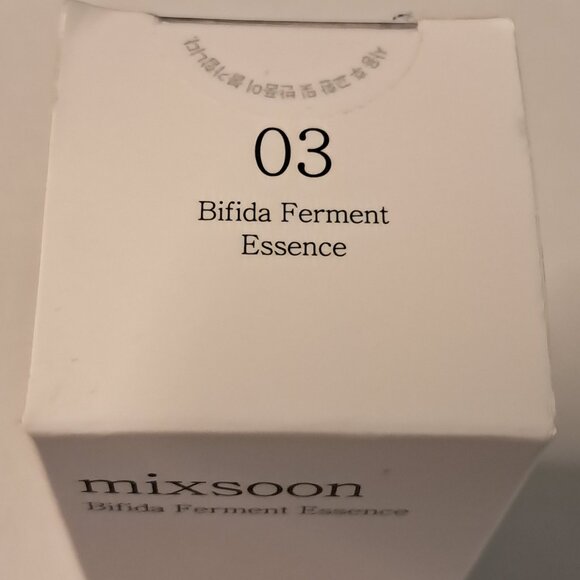 03
Bifida Ferment
Essence
mixsoon
Bifida Ferment Essence